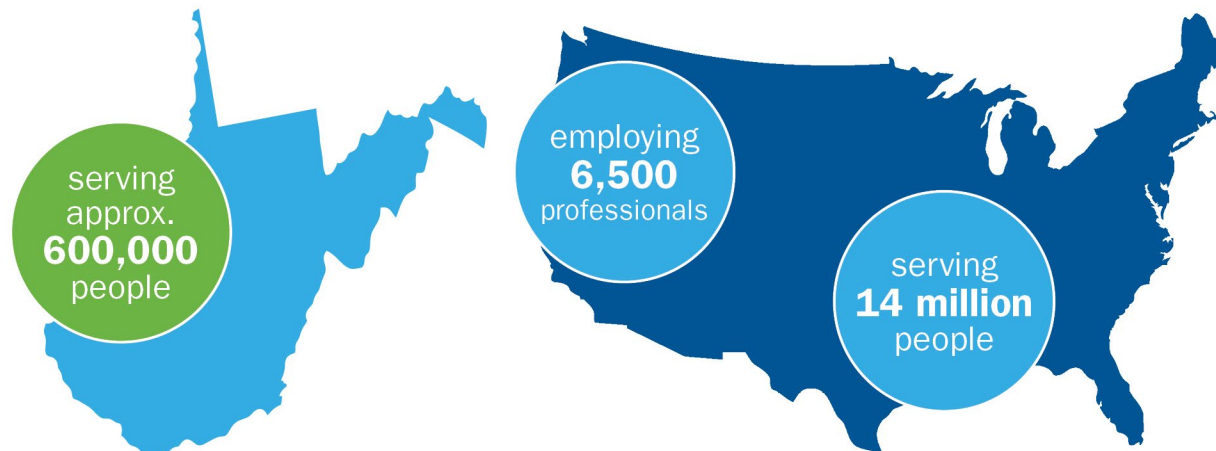 serving
approx.
600,000
people
employing
6,500
professionals
serving
14 million
people